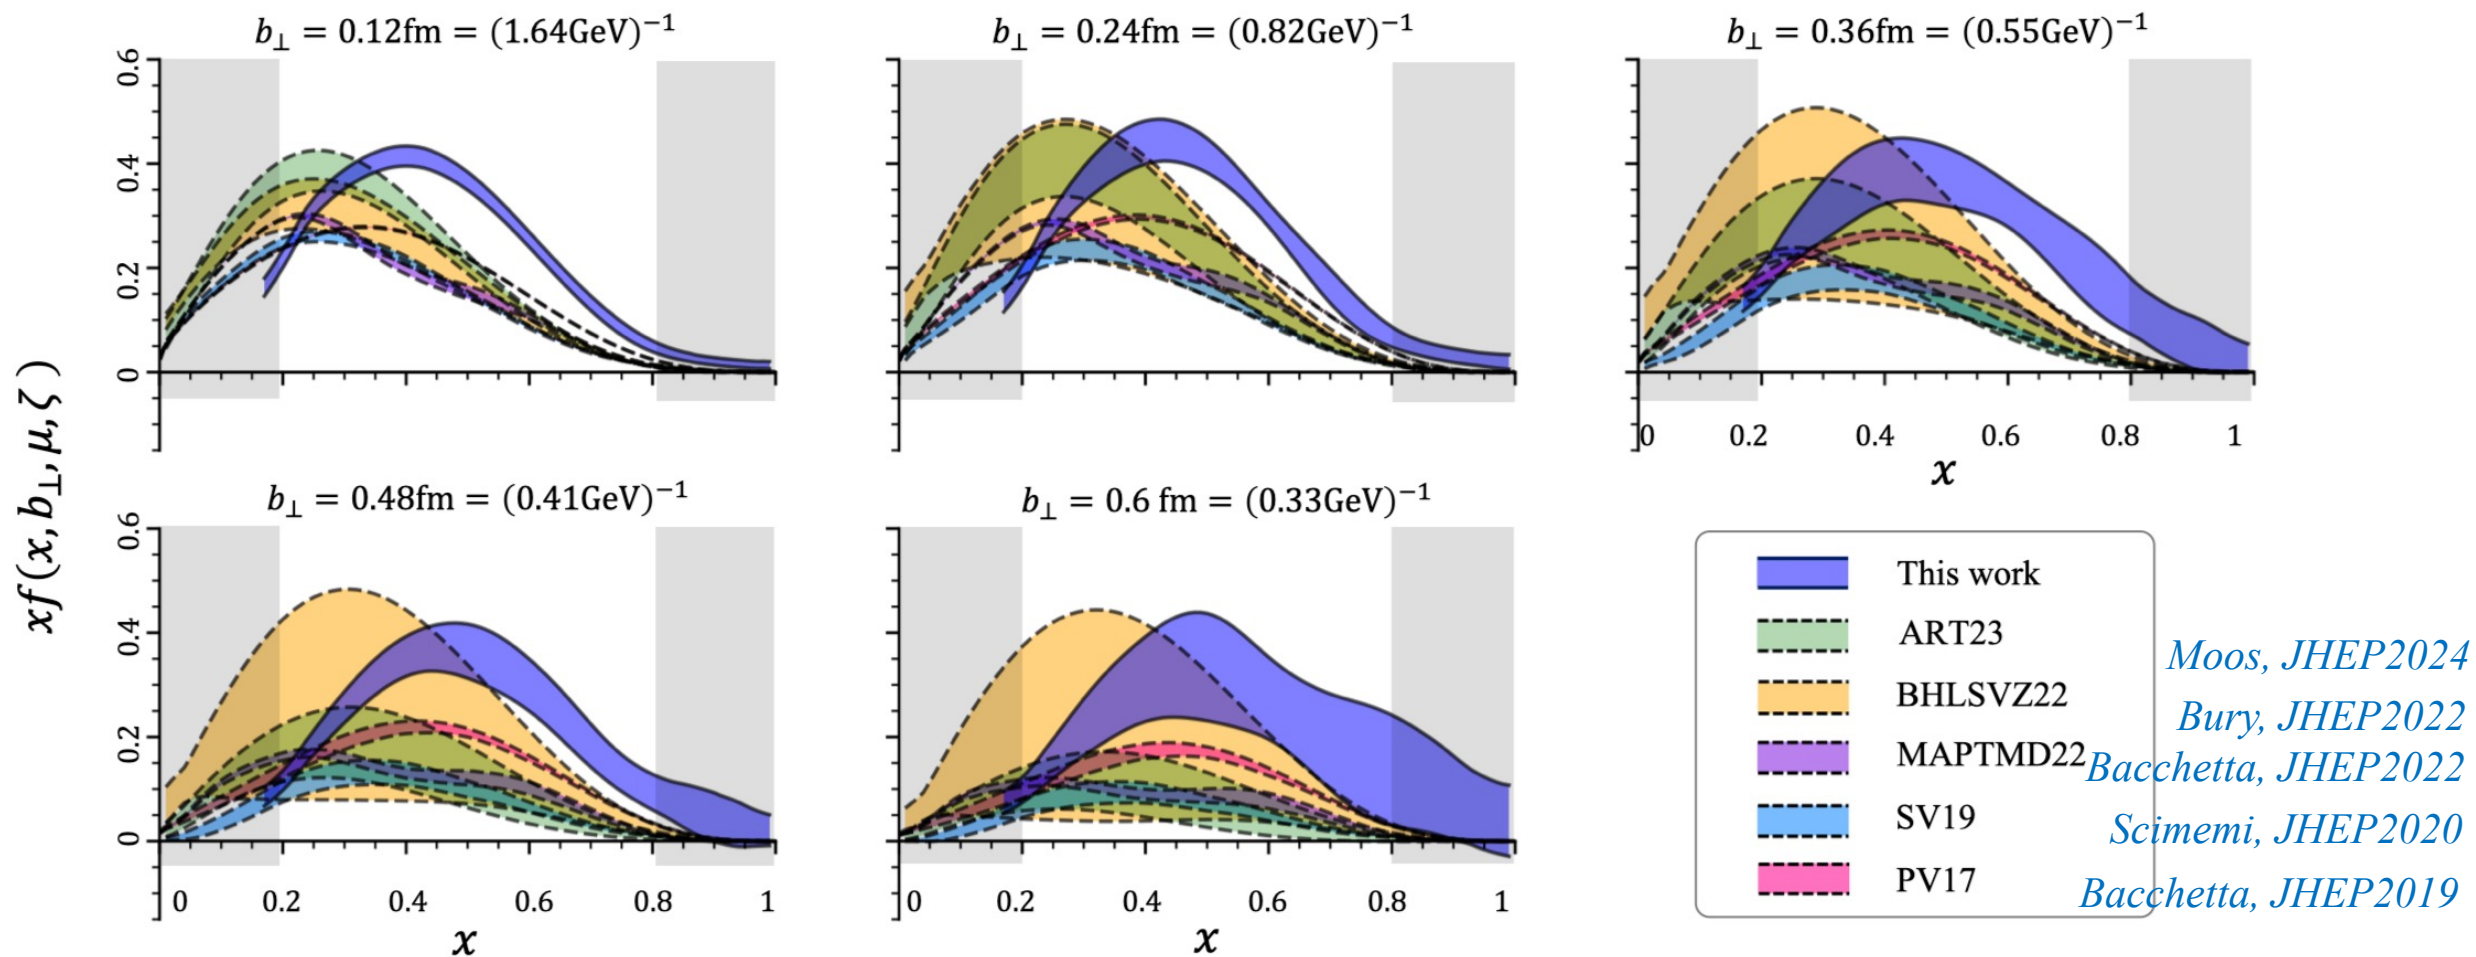 b⊥ = 0.12fm = (1.64GeV)⁻¹
b⊥ = 0.24fm = (0.82GeV)⁻¹
b⊥ = 0.36fm = (0.55GeV)⁻¹
0.6
0.4
0.2
0
0 0.2 0.4 0.6 0.8 1
x
xf(x, b⊥, μ, ζ)
b⊥ = 0.48fm = (0.41GeV)⁻¹
b⊥ = 0.6 fm = (0.33GeV)⁻¹
0.6
0.4
0.2
0
0 0.2 0.4 0.6 0.8 1
x
0 0.2 0.4 0.6 0.8 1
x
This work
ART23
Moos, JHEP2024
BHLSVZ22
Bury, JHEP2022
MAPTMD22
Bacchetta, JHEP2022
SV19
Scimemi, JHEP2020
PV17
Bacchetta, JHEP2019